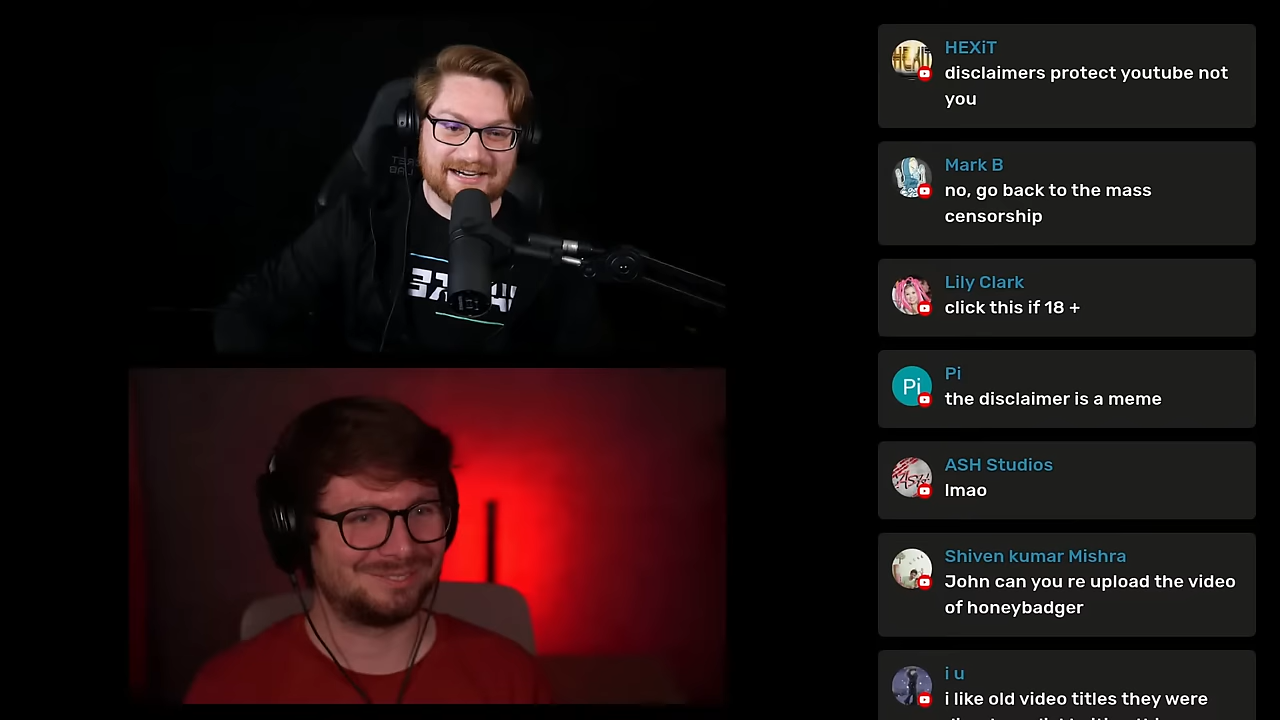 HEXiT
disclaimers protect youtube not
you
Mark B
no, go back to the mass
censorship
Lily Clark
click this if 18 +
Pi
Pi
the disclaimer is a meme
ASH Studios
lmao
Shiven kumar Mishra
John can you re upload the video
of honeybadger
i u
i like old video titles they were